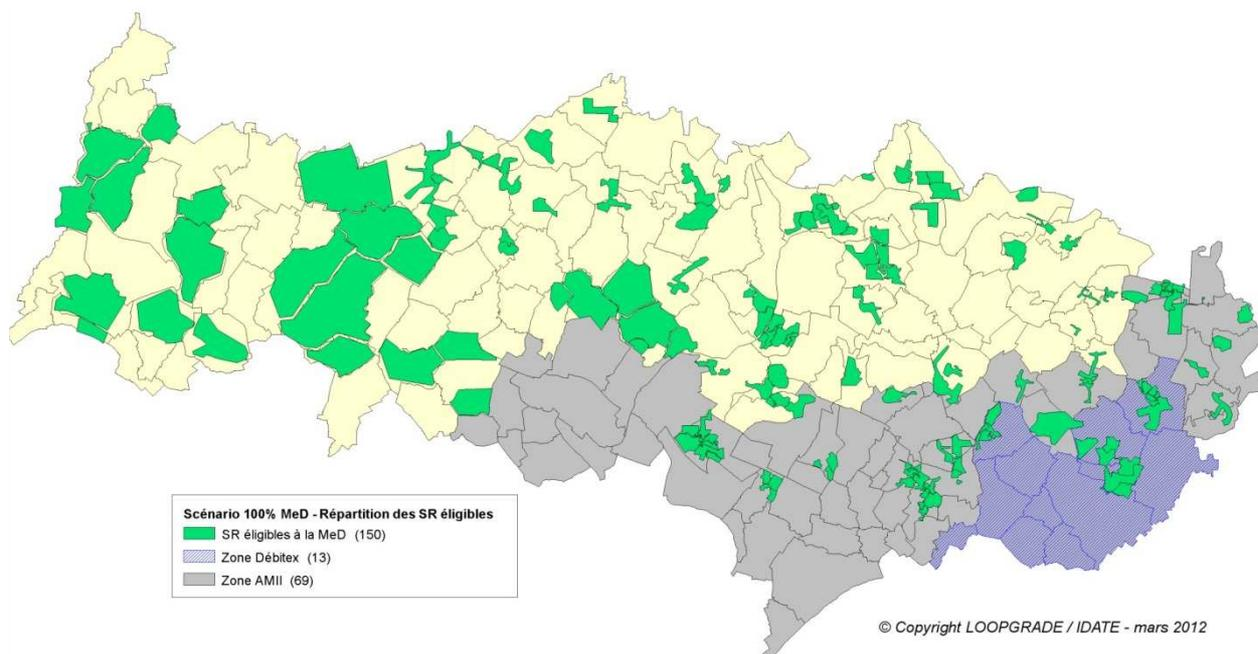 Scénario 100% MeD - Répartition des SR éligibles
SR éligibles à la MeD (150)
Zone Débitex (13)
Zone AMII (69)
© Copyright LOOPGRADE / IDATE - mars 2012